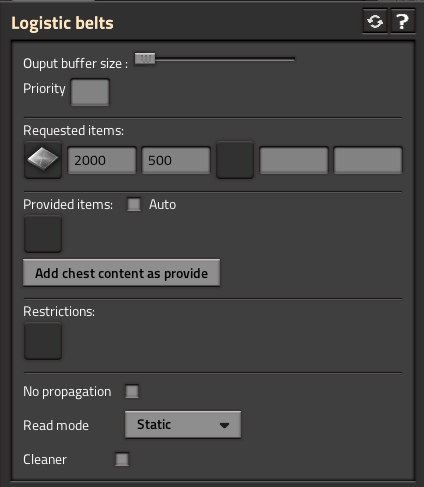 Logistic belts
?
Ouput buffer size :
Priority
Requested items:
2000 500
Provided items: Auto
Add chest content as provide
Restrictions:
No propagation
Read mode Static
Cleaner